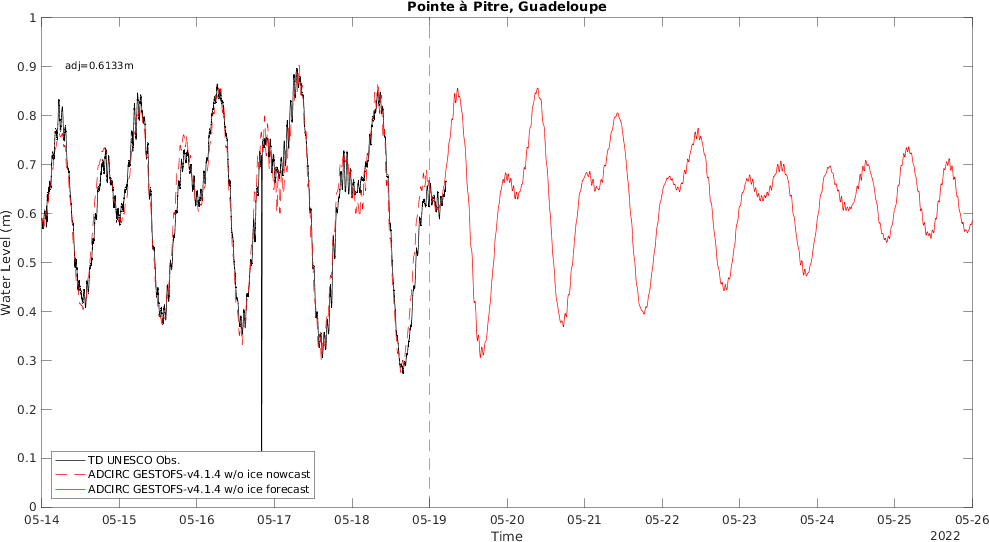 Pointe à Pitre, Guadeloupe
adj=0.6133m
Water Level (m)
1
0.9
0.8
0.7
0.6
0.5
0.4
0.3
0.2
0.1
0
TD UNESCO Obs.
ADCIRC GESTOFS-v4.1.4 w/o ice nowcast
ADCIRC GESTOFS-v4.1.4 w/o ice forecast
05-14 05-15 05-16 05-17 05-18 05-19 05-20 05-21 05-22 05-23 05-24 05-25 05-26
Time
2022